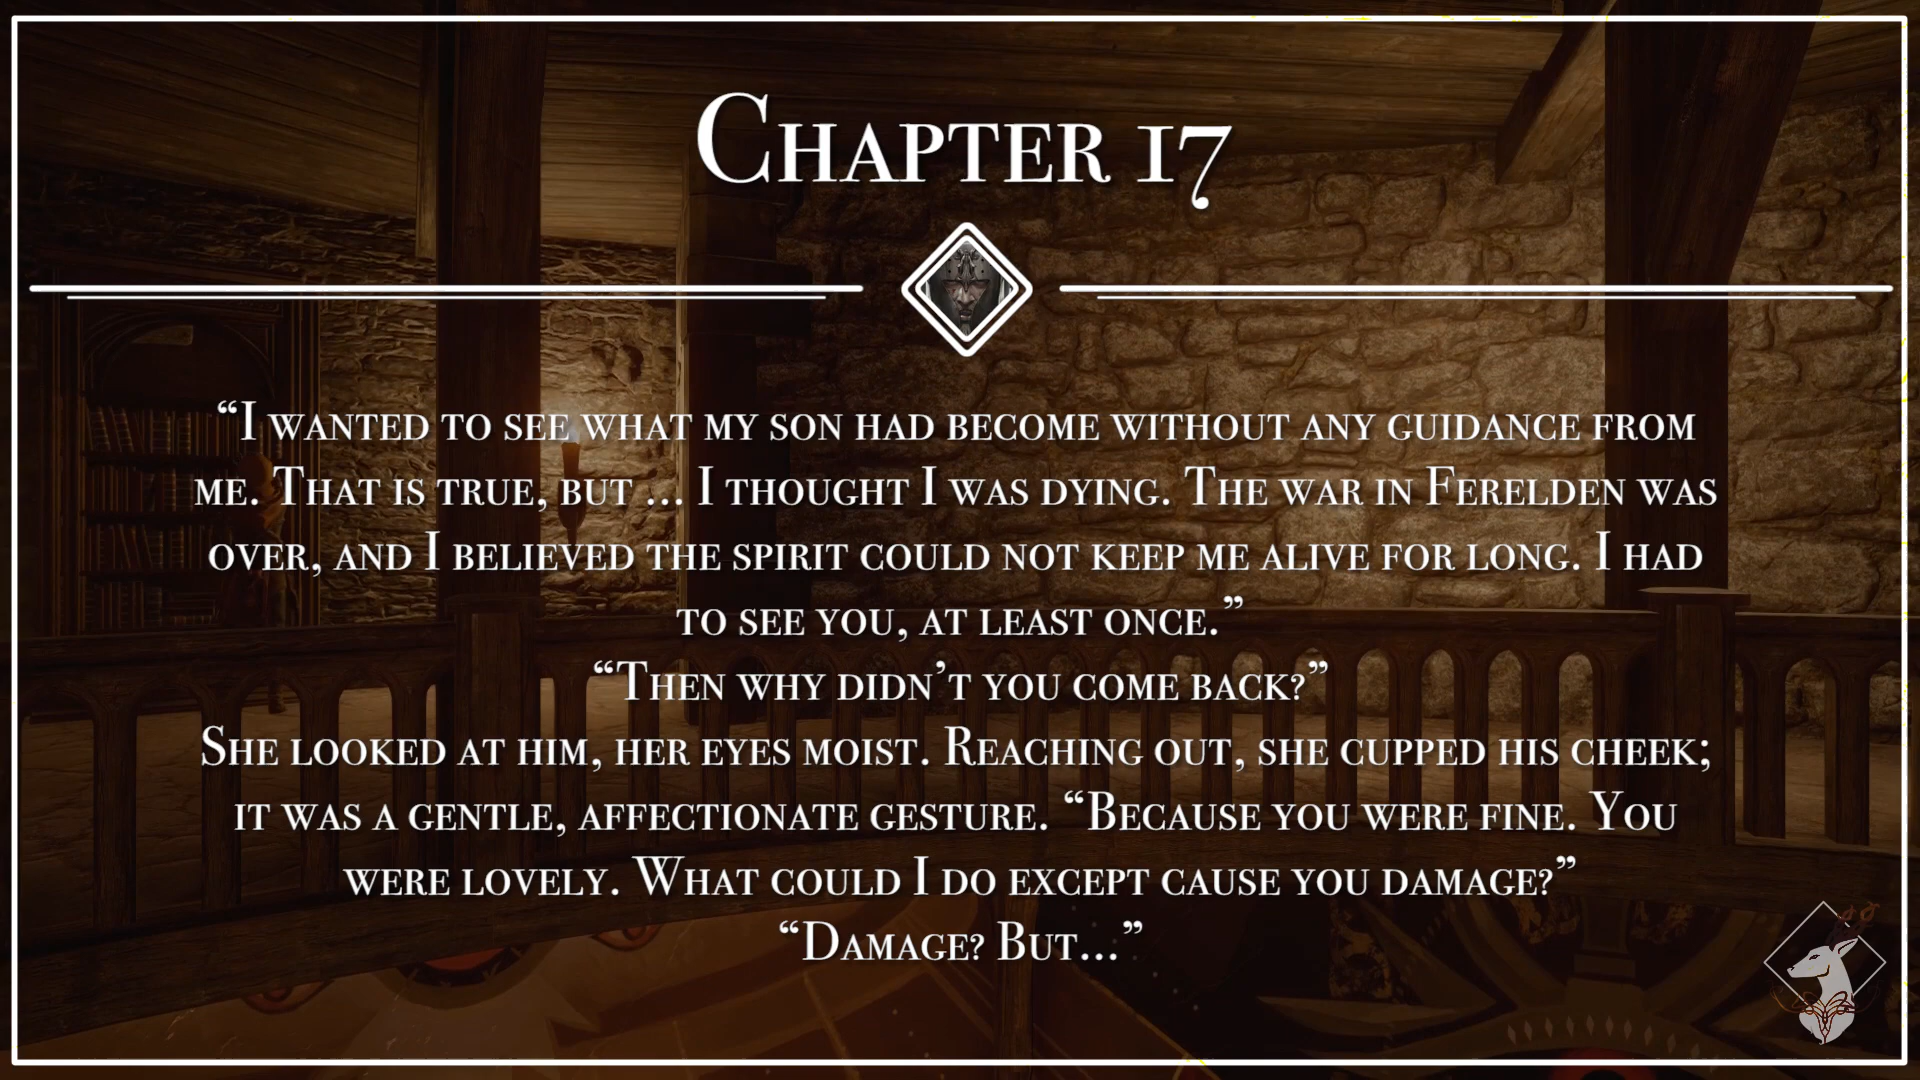 Chapter 17
“I wanted to see what my son had become without any guidance from
me. That is true, but ... I thought I was dying. The war in Ferelden was
over, and I believed the spirit could not keep me alive for long. I had
to see you, at least once.”
“Then why didn’t you come back?”
She looked at him, her eyes moist. Reaching out, she cupped his cheek;
it was a gentle, affectionate gesture. “Because you were fine. You
were lovely. What could I do except cause you damage?”
“Damage? But...”